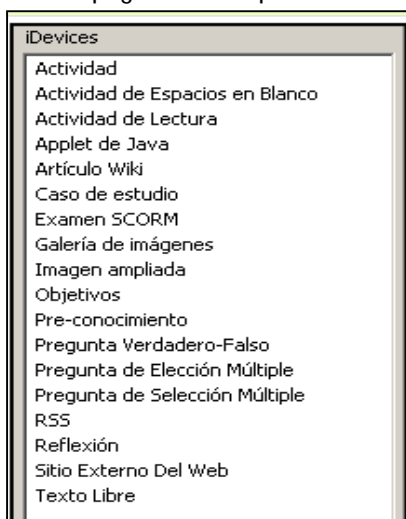 iDevices
Actividad
Actividad de Espacios en Blanco
Actividad de Lectura
Applet de Java
Artículo Wiki
Caso de estudio
Examen SCORM
Galería de imágenes
Imagen ampliada
Objetivos
Pre-conocimiento
Pregunta Verdadero-Falso
Pregunta de Elección Múltiple
Pregunta de Selección Múltiple
RSS
Reflexión
Sitio Externo Del Web
Texto Libre